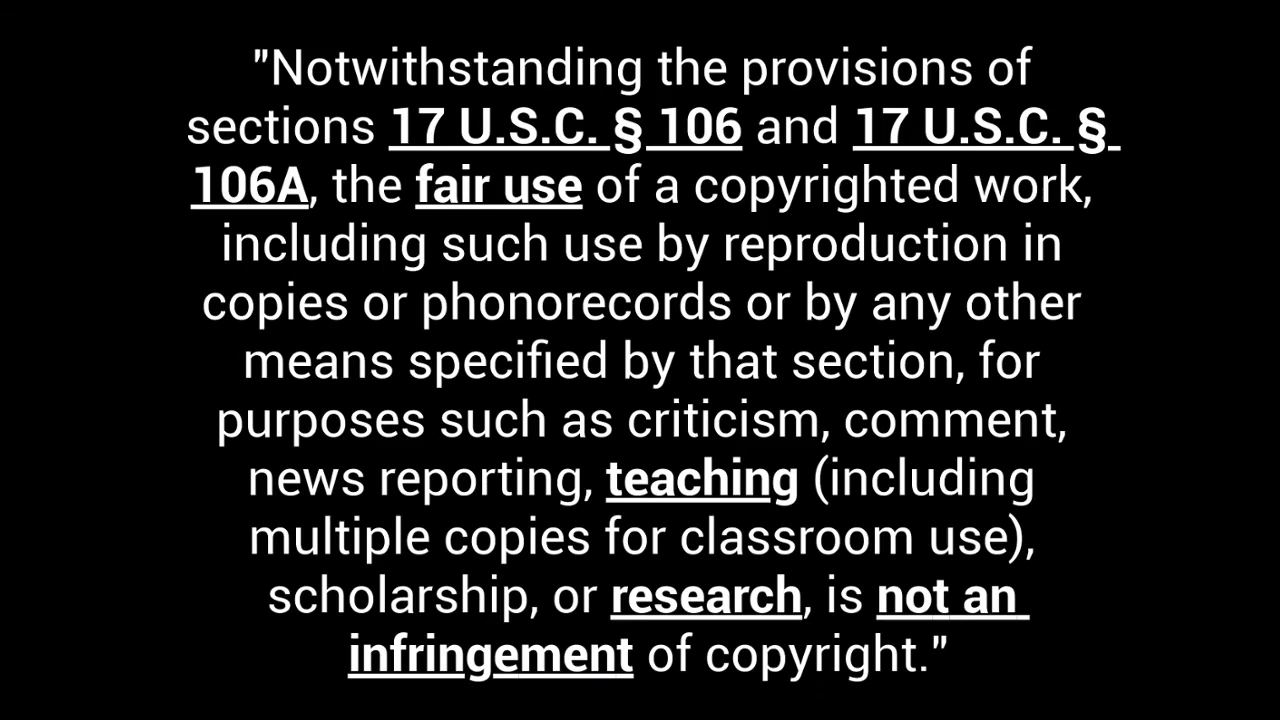 "Notwithstanding the provisions of
sections 17 U.S.C. § 106 and 17 U.S.C. §
106A, the fair use of a copyrighted work,
including such use by reproduction in
copies or phonorecords or by any other
means specified by that section, for
purposes such as criticism, comment,
news reporting, teaching (including
multiple copies for classroom use),
scholarship, or research, is not an
infringement of copyright."